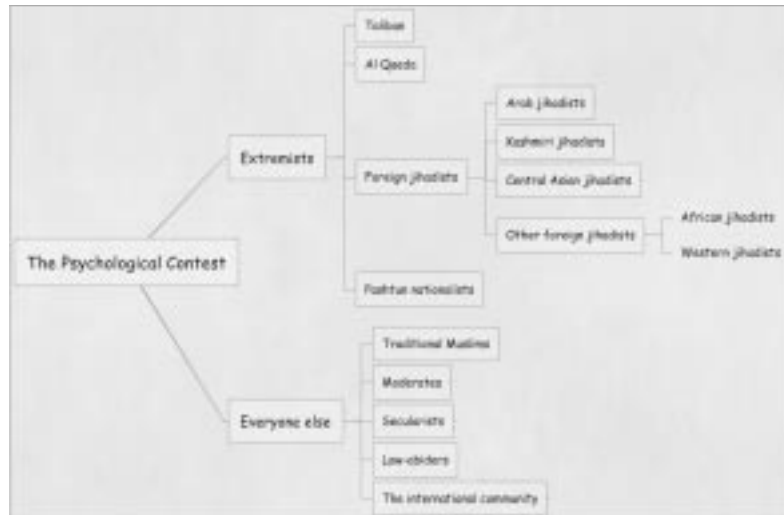 Taliban
Al Qaeda
Arab jihadists
Kashmiri jihadists
Extremists
Foreign jihadists
Central Asian jihadists
African jihadists
Other foreign jihadists
Western jihadists
The Psychological Contest
Pashtun nationalists
Traditional Muslims
Moderates
Everyone else
Secularists
Law-abiders
The international community